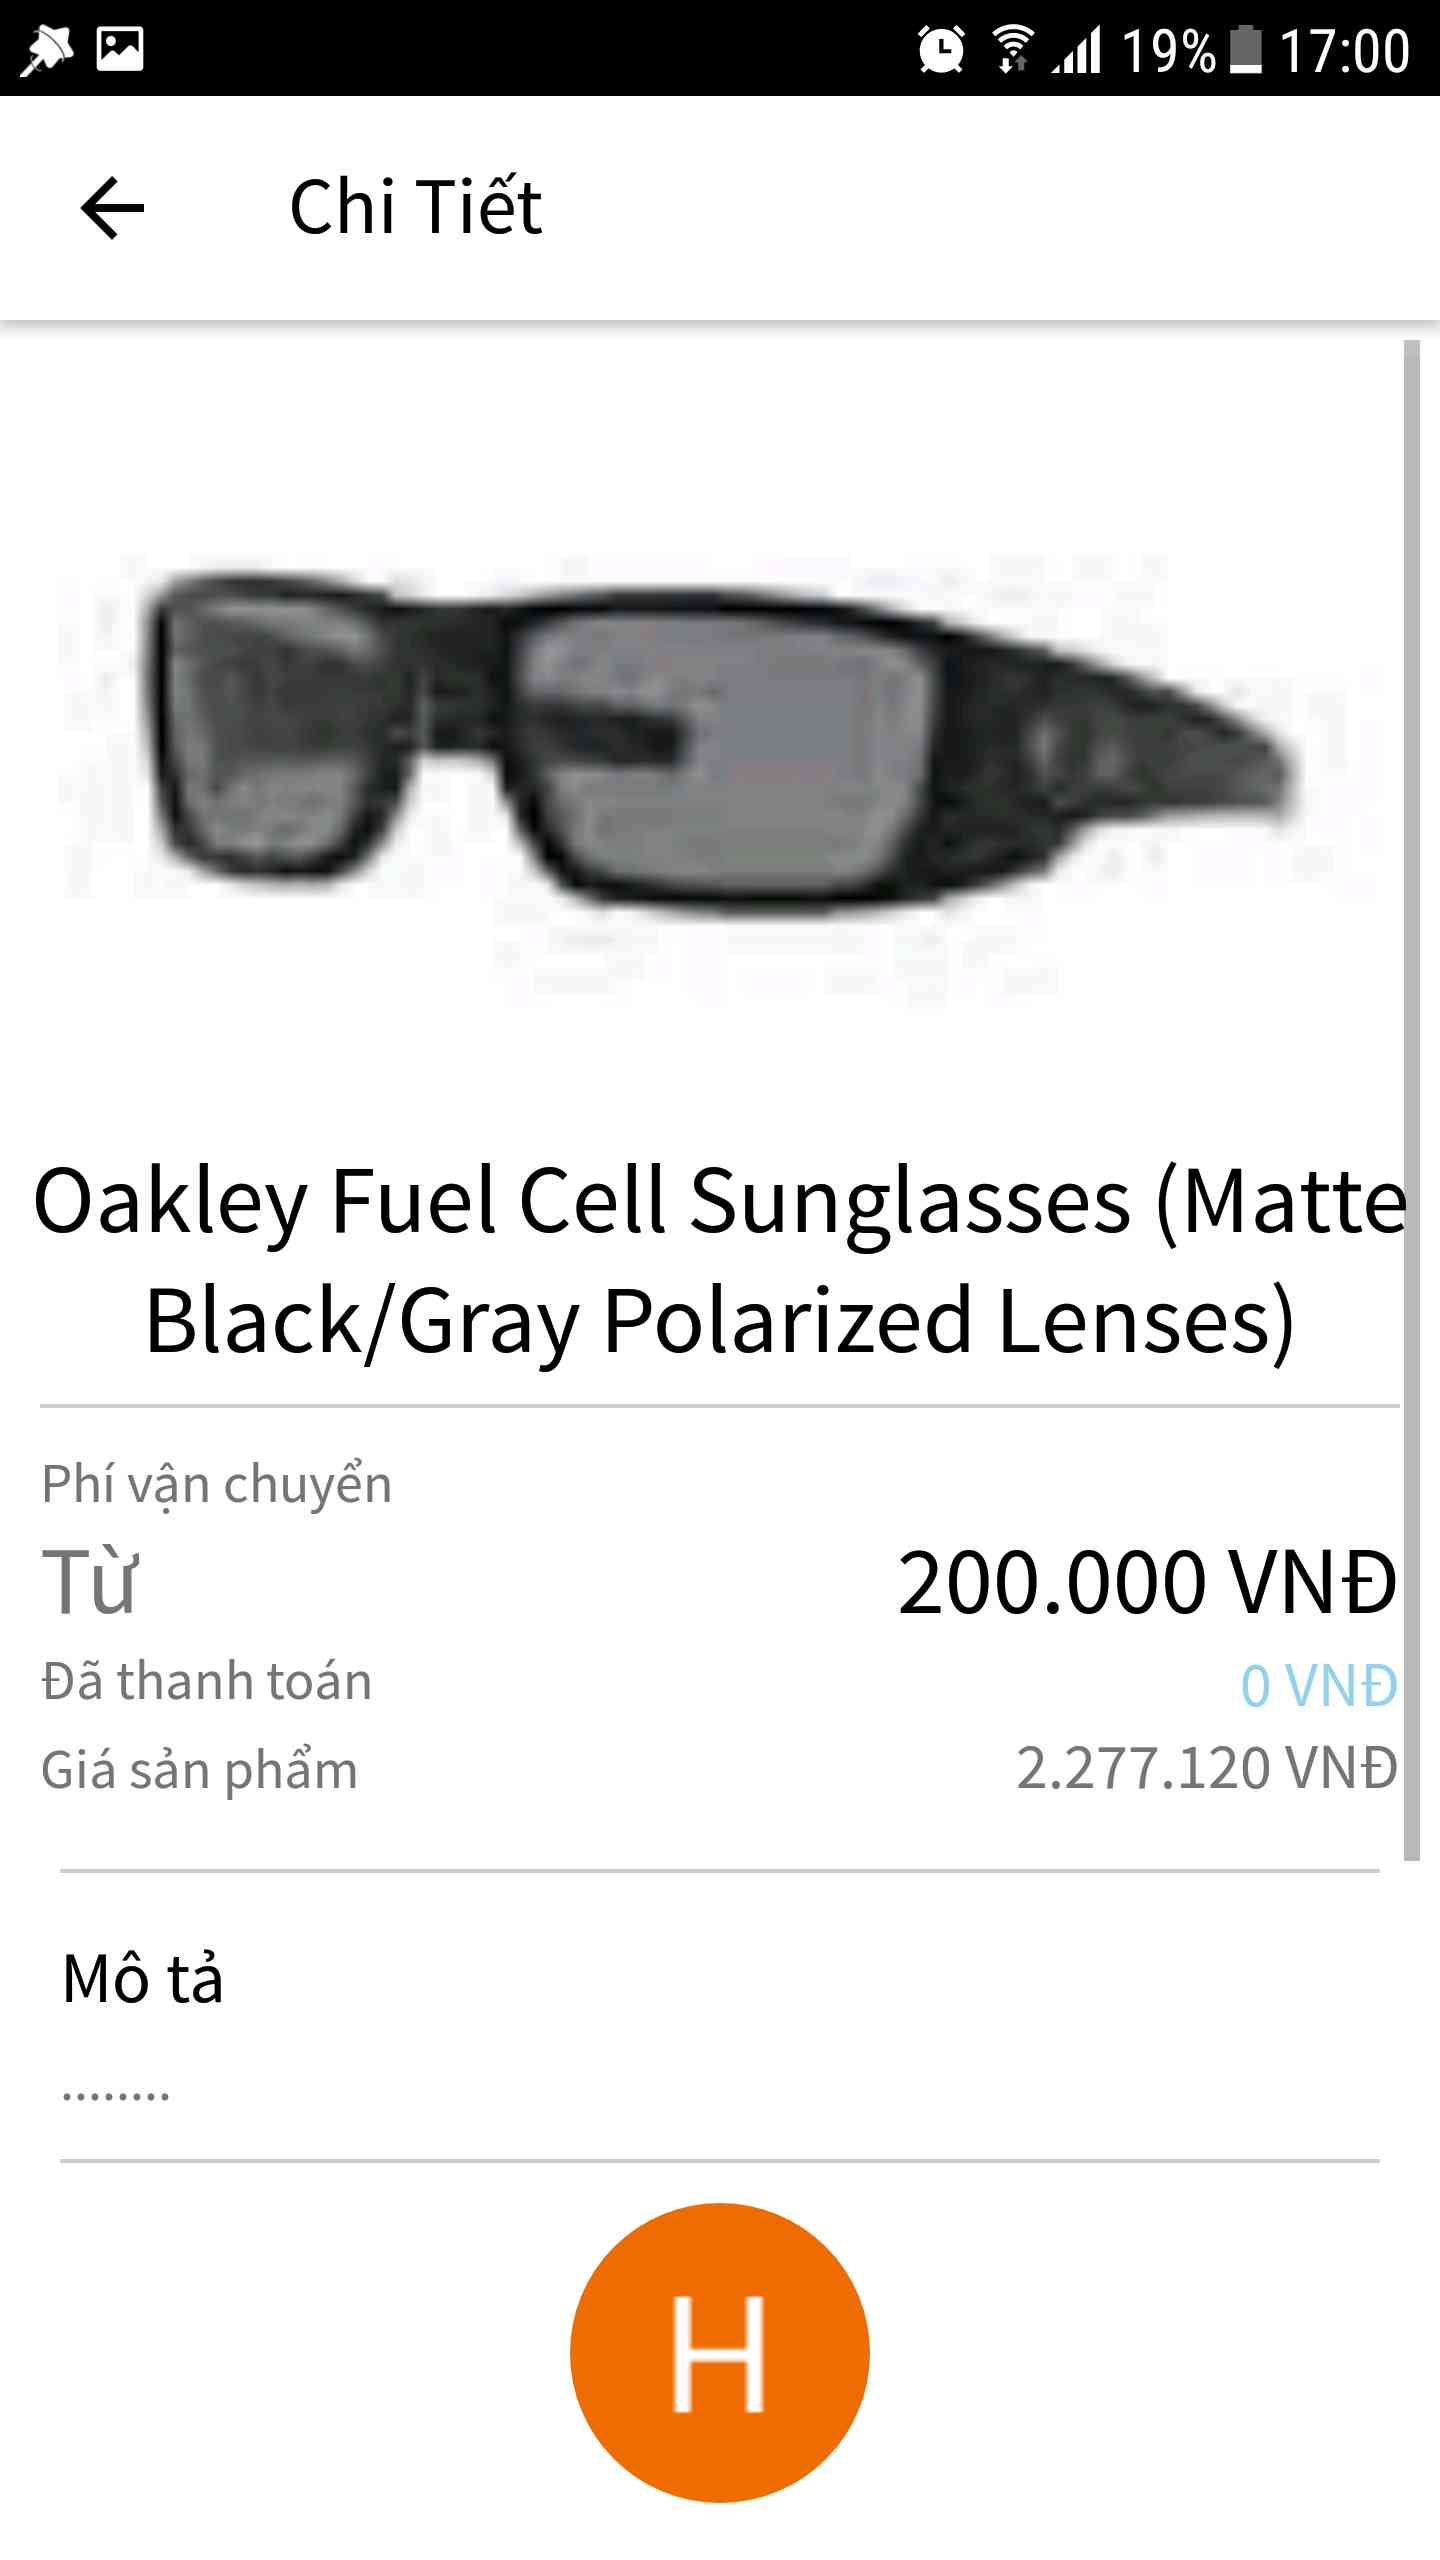 19% 17:00
Chi Tiết
Oakley Fuel Cell Sunglasses (Matte
Black/Gray Polarized Lenses)
Phí vận chuyển
Từ 200.000 VNĐ
Đã thanh toán 0 VNĐ
Giá sản phẩm 2.277.120 VNĐ
Mô tả
........
H